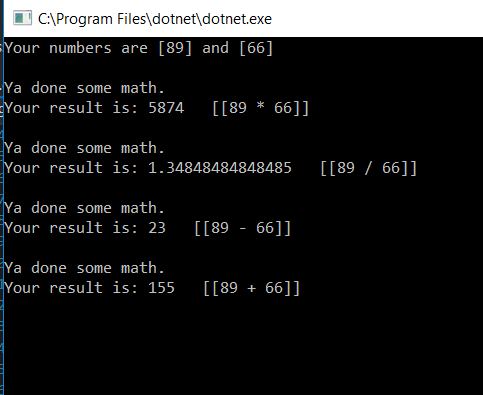 C:\Program Files\dotnet\dotnet.exe
Your numbers are [89] and [66]
Ya done some math.
Your result is: 5874   [[89 * 66]]
Ya done some math.
Your result is: 1.34848484848485   [[89 / 66]]
Ya done some math.
Your result is: 23   [[89 - 66]]
Ya done some math.
Your result is: 155   [[89 + 66]]